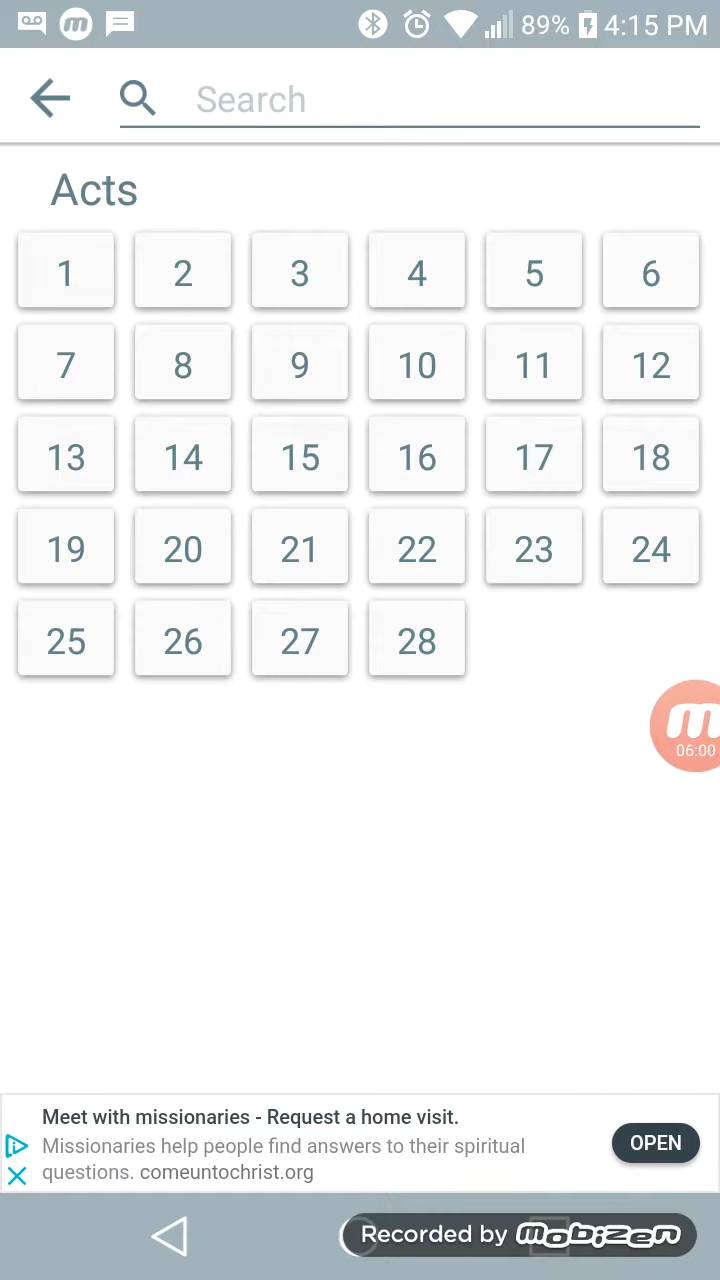 89% 4:15 PM
Search
Acts
1 2 3 4 5 6
7 8 9 10 11 12
13 14 15 16 17 18
19 20 21 22 23 24
25 26 27 28
m
06:00
Meet with missionaries - Request a home visit.
Missionaries help people find answers to their spiritual
questions. comeuntochrist.org
OPEN
Recorded by mobizen